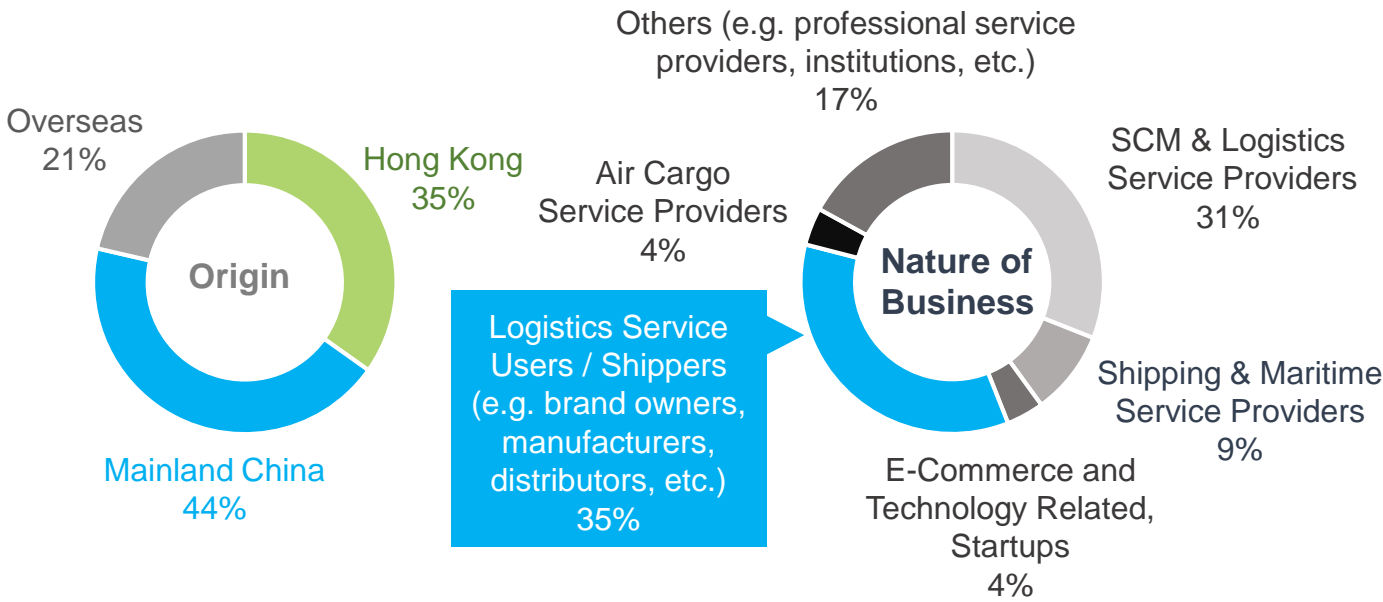 Origin
Overseas
21%
Hong Kong
35%
Mainland China
44%
Nature of
Business
Others (e.g. professional service
providers, institutions, etc.)
17%
SCM & Logistics
Service Providers
31%
Air Cargo
Service Providers
4%
Logistics Service
Users / Shippers
(e.g. brand owners,
manufacturers,
distributors, etc.)
35%
Shipping & Maritime
Service Providers
9%
E-Commerce and
Technology Related,
Startups
4%